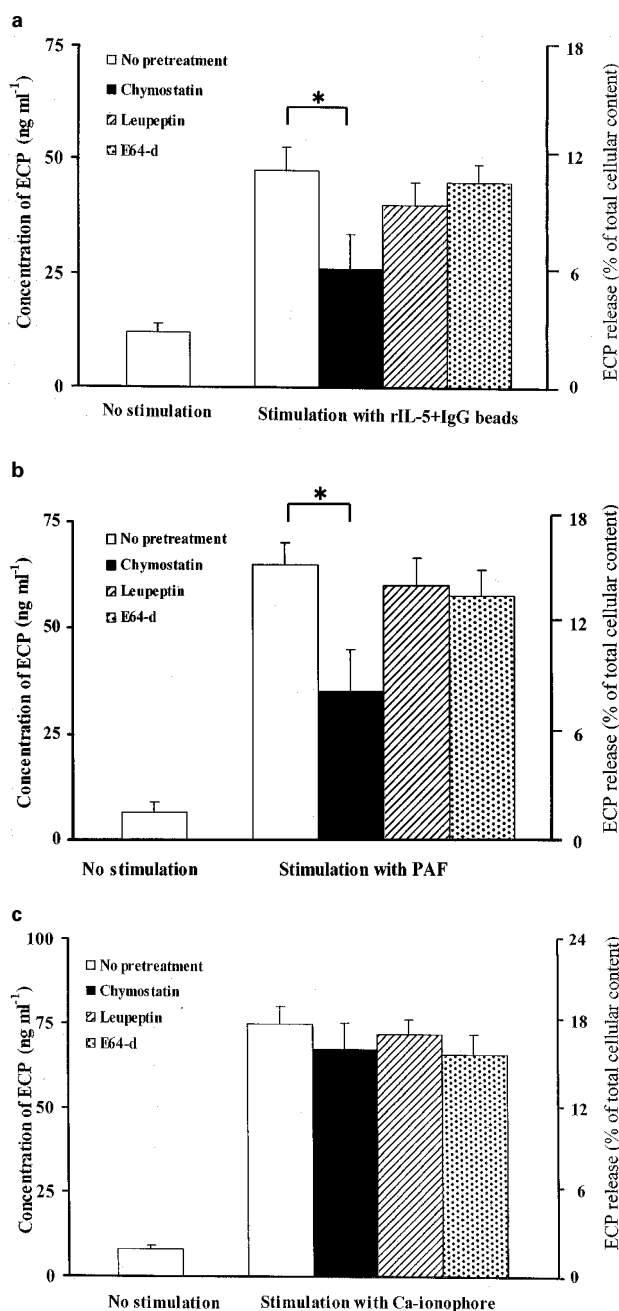 a
75
50
25
0
Concentration of ECP (ng ml⁻¹)
No pretreatment
Chymostatin
Leupeptin
E64-d
*
18
12
6
0
ECP release (% of total cellular content)
No stimulation
Stimulation with rIL-5+IgG beads
b
75
50
25
0
Concentration of ECP (ng ml⁻¹)
No pretreatment
Chymostatin
Leupeptin
E64-d
*
18
12
6
0
ECP release (% of total cellular content)
No stimulation
Stimulation with PAF
c
100
75
50
25
0
Concentration of ECP (ng ml⁻¹)
No pretreatment
Chymostatin
Leupeptin
E64-d
24
18
12
6
0
ECP release (% of total cellular content)
No stimulation
Stimulation with Ca-ionophore